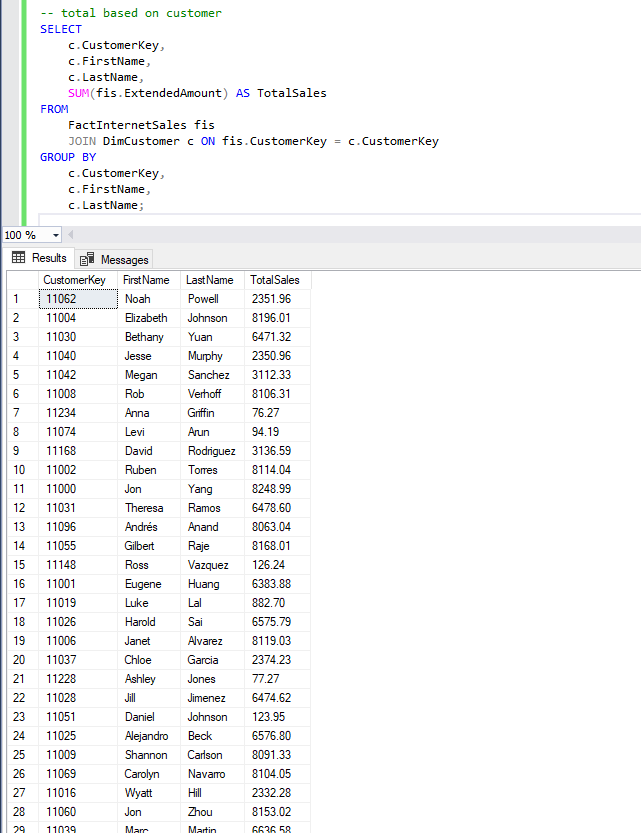 -- total based on customer
SELECT
c.CustomerKey,
c.FirstName,
c.LastName,
SUM(fis.ExtendedAmount) AS TotalSales
FROM
FactInternetSales fis
JOIN DimCustomer c ON fis.CustomerKey = c.CustomerKey
GROUP BY
c.CustomerKey,
c.FirstName,
c.LastName;
100 %
Results Messages
CustomerKey FirstName LastName TotalSales
1 11062 Noah Powell 2351.96
2 11004 Elizabeth Johnson 8196.01
3 11030 Bethany Yuan 6471.32
4 11040 Jesse Murphy 2350.96
5 11042 Megan Sanchez 3112.33
6 11008 Rob Verhoff 8106.31
7 11234 Anna Griffin 76.27
8 11074 Levi Arun 94.19
9 11168 David Rodriguez 3136.59
10 11002 Ruben Torres 8114.04
11 11000 Jon Yang 8248.99
12 11031 Theresa Ramos 6478.60
13 11096 Andrés Anand 8063.04
14 11055 Gilbert Raje 8168.01
15 11148 Ross Vazquez 126.24
16 11001 Eugene Huang 6383.88
17 11019 Luke Lal 882.70
18 11026 Harold Sai 6575.79
19 11006 Janet Alvarez 8119.03
20 11037 Chloe Garcia 2374.23
21 11228 Ashley Jones 77.27
22 11028 Jill Jimenez 6474.62
23 11051 Daniel Johnson 123.95
24 11025 Alejandro Beck 6576.80
25 11009 Shannon Carlson 8091.33
26 11069 Carolyn Navarro 8104.05
27 11016 Wyatt Hill 2332.28
28 11060 Jon Zhou 8153.02
29 11039 Marc Martin 6636.58